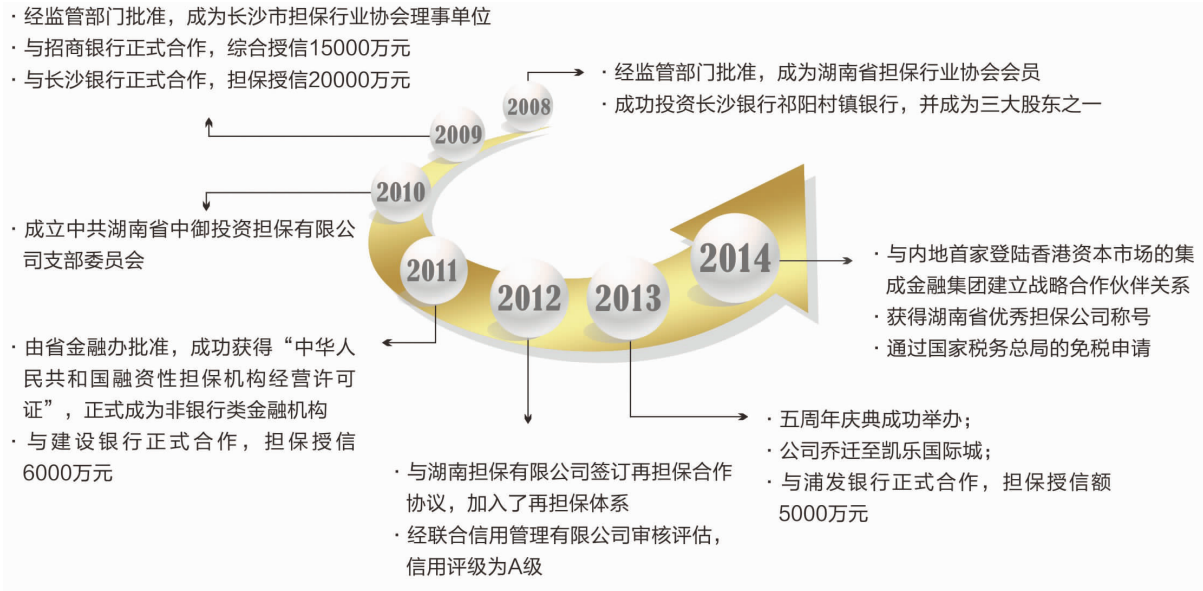 · 经监管部门批准，成为长沙市担保行业协会理事单位
· 与招商银行正式合作，综合授信15000万元
· 与长沙银行正式合作，担保授信20000万元
2008
· 经监管部门批准，成为湖南省担保行业协会会员
· 成功投资长沙银行祁阳村镇银行，并成为三大股东之一
2009
2010
· 成立中共湖南省中御投资担保有限公
司支部委员会
2011
2012
2013
2014
· 与内地首家登陆香港资本市场的集
成金融集团建立战略合作伙伴关系
· 获得湖南省优秀担保公司称号
· 通过国家税务总局的免税申请
· 由省金融办批准，成功获得“中华人
民共和国融资性担保机构经营许可
证”，正式成为非银行类金融机构
· 与建设银行正式合作，担保授信
6000万元
· 与湖南担保有限公司签订再担保合作
协议，加入了再担保体系
· 经联合信用管理有限公司审核评估，
信用评级为A级
· 五周年庆典成功举办；
· 公司乔迁至凯乐国际城；
· 与浦发银行正式合作，担保授信额
5000万元